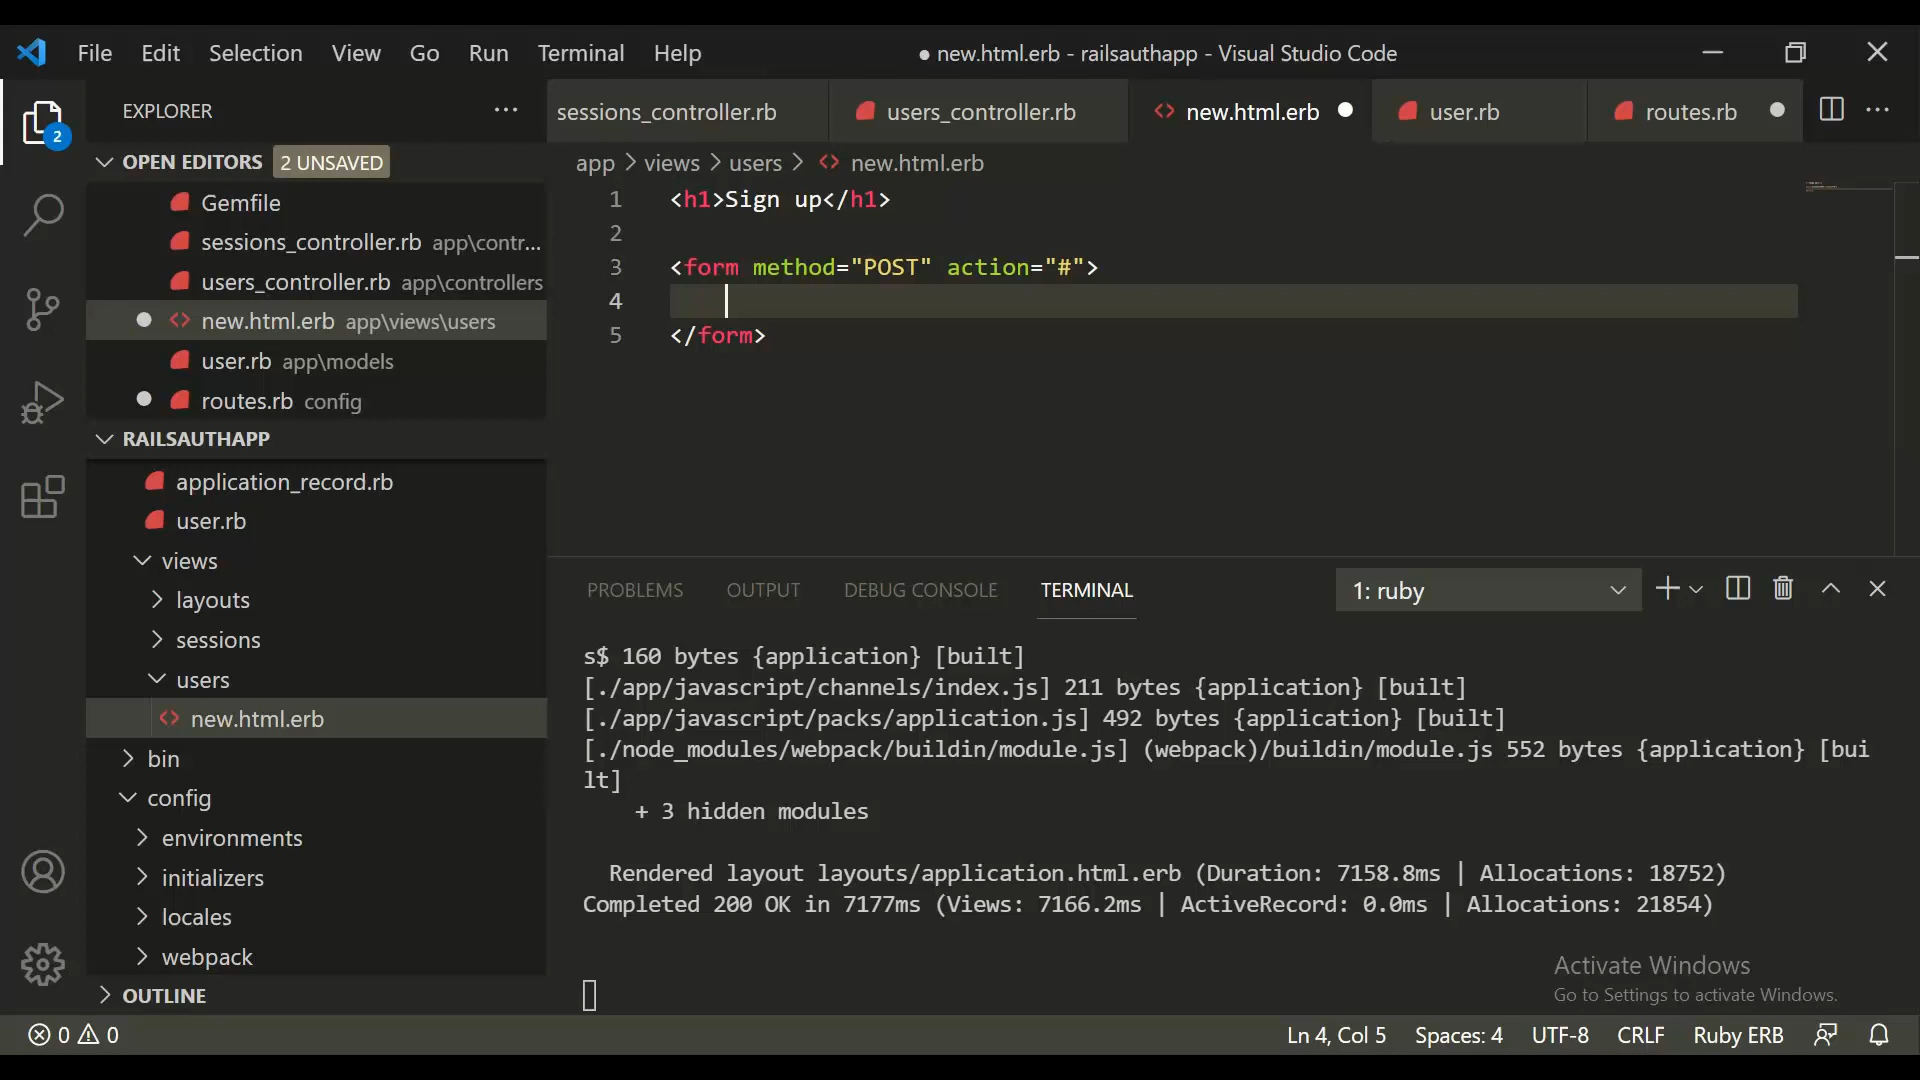 File Edit Selection View Go Run Terminal Help ● new.html.erb - railsauthapp - Visual Studio Code
EXPLORER
sessions_controller.rb users_controller.rb new.html.erb user.rb routes.rb
2
OPEN EDITORS 2 UNSAVED
app > views > users > new.html.erb
Gemfile
sessions_controller.rb app\contr...
users_controller.rb app\controllers
new.html.erb app\views\users
user.rb app\models
routes.rb config
1 <h1>Sign up</h1>
2
3 <form method="POST" action="#">
4
5 </form>
RAILSAUTHAPP
application_record.rb
user.rb
views
layouts
sessions
users
new.html.erb
bin
config
environments
initializers
locales
webpack
OUTLINE
PROBLEMS OUTPUT DEBUG CONSOLE TERMINAL 1: ruby
s$ 160 bytes {application} [built]
[./app/javascript/channels/index.js] 211 bytes {application} [built]
[./app/javascript/packs/application.js] 492 bytes {application} [built]
[./node_modules/webpack/buildin/module.js] (webpack)/buildin/module.js 552 bytes {application} [bui
lt]
+ 3 hidden modules
Rendered layout layouts/application.html.erb (Duration: 7158.8ms | Allocations: 18752)
Completed 200 OK in 7177ms (Views: 7166.2ms | ActiveRecord: 0.0ms | Allocations: 21854)
Activate Windows
Go to Settings to activate Windows.
0 0 Ln 4, Col 5 Spaces: 4 UTF-8 CRLF Ruby ERB